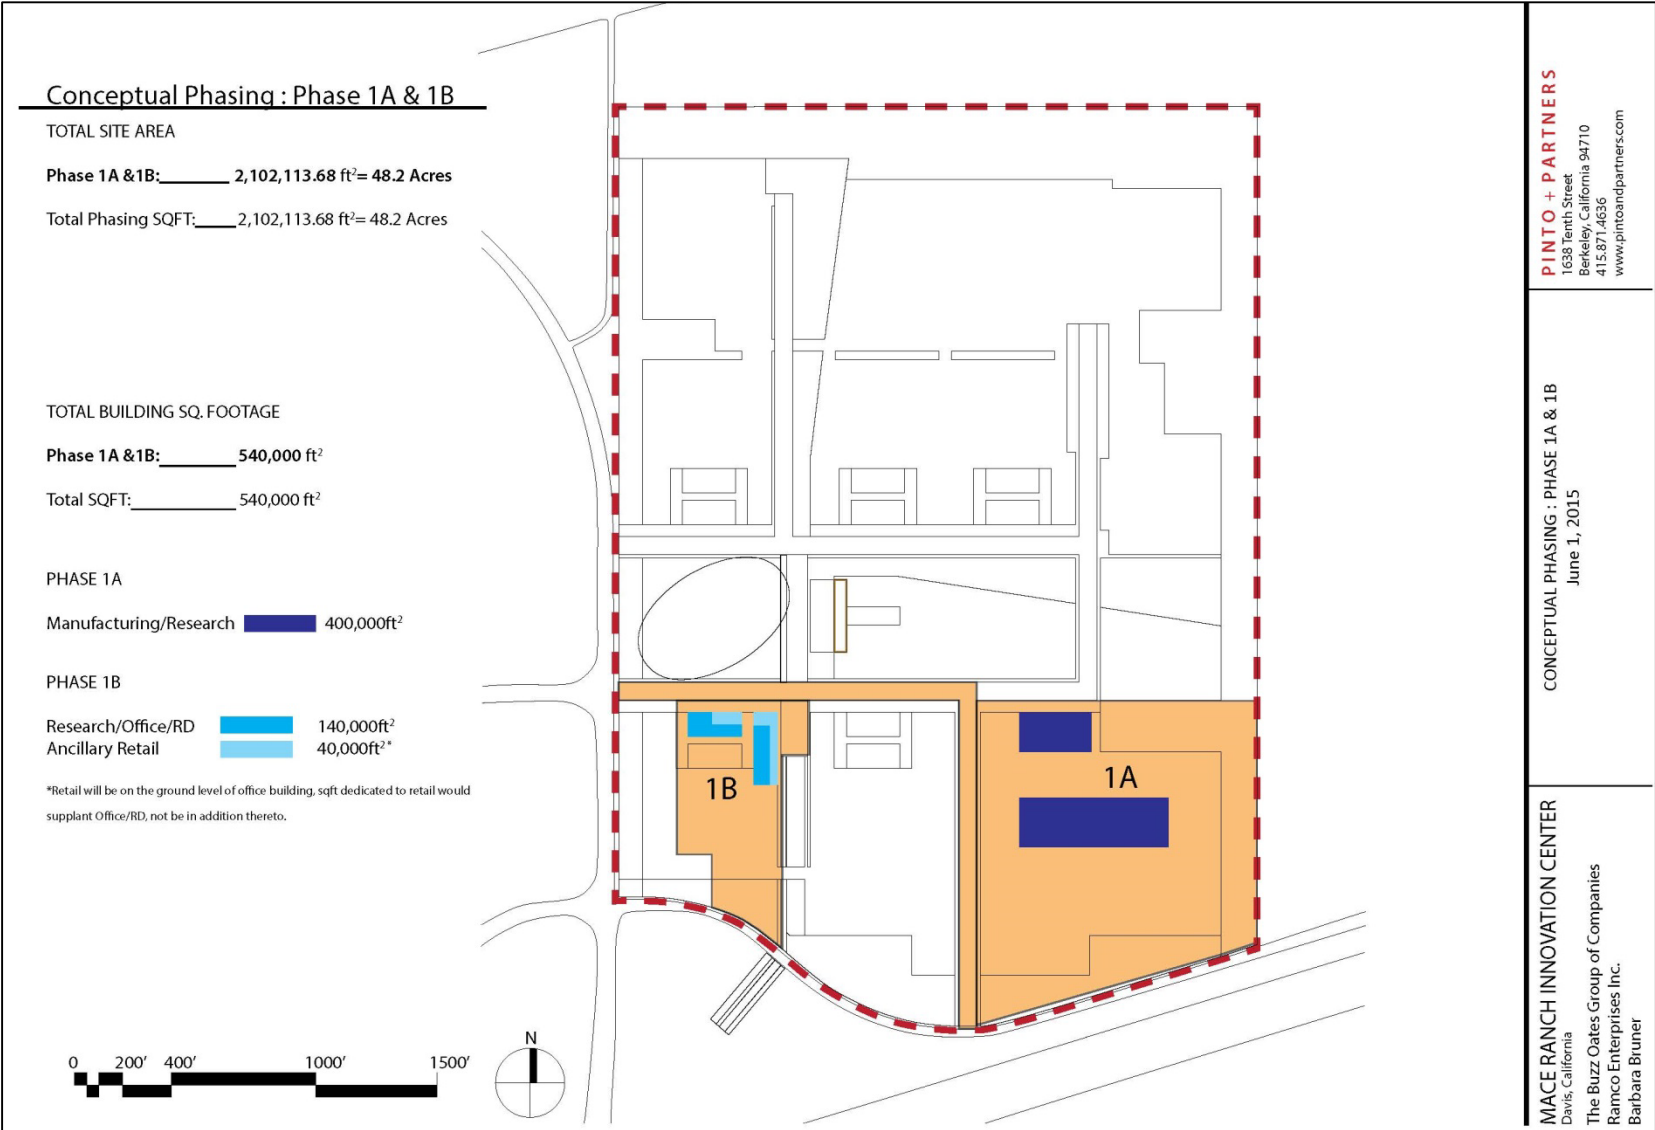 Conceptual Phasing : Phase 1A & 1B
TOTAL SITE AREA
Phase 1A &1B: 2,102,113.68 ft²= 48.2 Acres
Total Phasing SQFT: 2,102,113.68 ft²= 48.2 Acres
TOTAL BUILDING SQ. FOOTAGE
Phase 1A &1B: 540,000 ft²
Total SQFT: 540,000 ft²
PHASE 1A
Manufacturing/Research 400,000ft²
PHASE 1B
Research/Office/RD 140,000ft²
Ancillary Retail 40,000ft²*
*Retail will be on the ground level of office building, sqft dedicated to retail would
supplant Office/RD, not be in addition thereto.
0 200' 400' 1000' 1500'
N
1B
1A
PINTO + PARTNERS
1638 Tenth Street
Berkeley, California 94710
415.871.4636
www.pintoandpartners.com
CONCEPTUAL PHASING : PHASE 1A & 1B
June 1, 2015
MACE RANCH INNOVATION CENTER
Davis, California
The Buzz Oates Group of Companies
Ramco Enterprises Inc.
Barbara Bruner